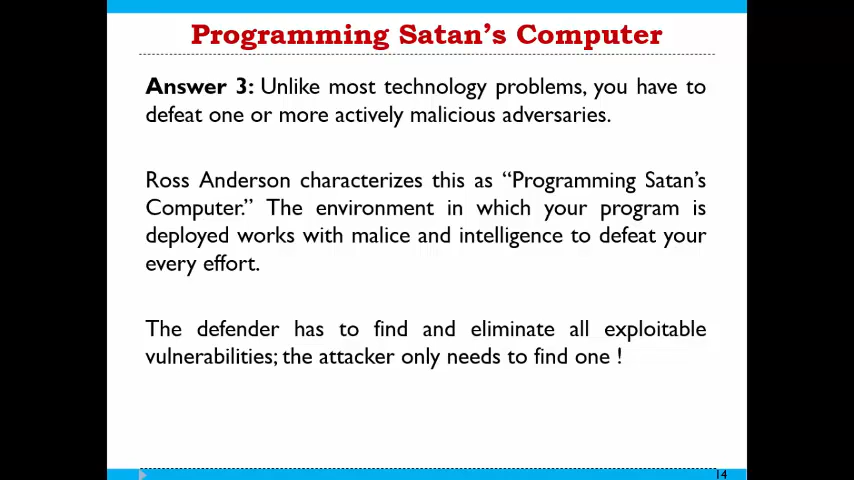 Programming Satan's Computer
Answer 3: Unlike most technology problems, you have to
defeat one or more actively malicious adversaries.
Ross Anderson characterizes this as “Programming Satan's
Computer.” The environment in which your program is
deployed works with malice and intelligence to defeat your
every effort.
The defender has to find and eliminate all exploitable
vulnerabilities; the attacker only needs to find one !
14